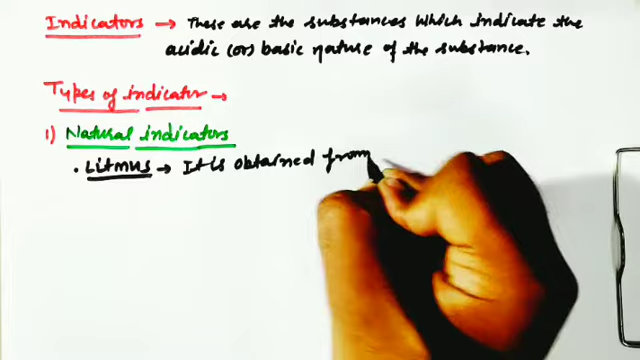 Indicators → These are the substances which indicate the
acidic (or) basic nature of the substance.
Types of indicator →
1) Natural indicators
• Litmus → It is obtained from